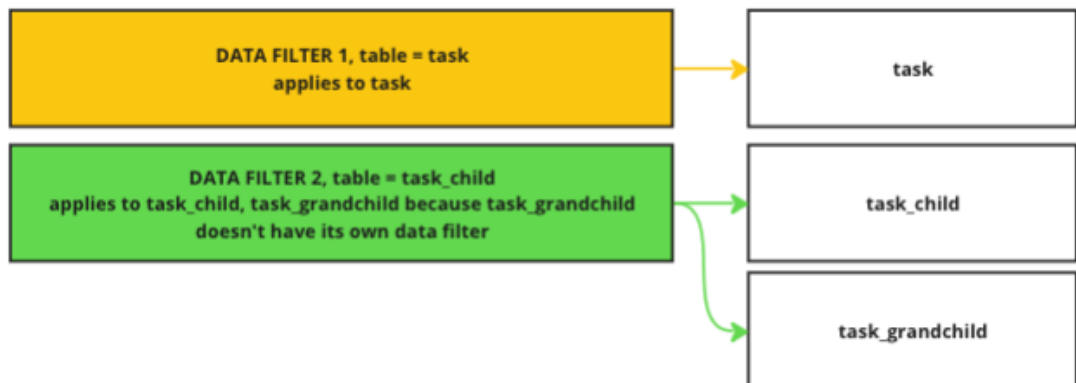 DATA FILTER 1, table = task
applies to task
task
DATA FILTER 2, table = task_child
applies to task_child, task_grandchild because task_grandchild
doesn't have its own data filter
task_child
task_grandchild